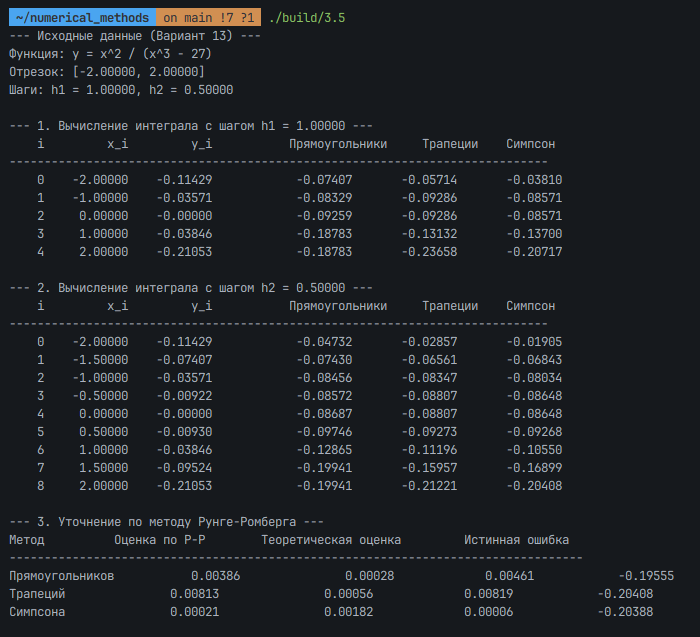 ~/numerical_methods on main !7 ?1 ./build/3.5
--- Исходные данные (Вариант 13) ---
Функция: y = x^2 / (x^3 - 27)
Отрезок: [-2.00000, 2.00000]
Шаги: h1 = 1.00000, h2 = 0.50000
--- 1. Вычисление интеграла с шагом h1 = 1.00000 ---
i x_i y_i Прямоугольники Трапеции Симпсон
-----------------------------------------------------------------------------
0 -2.00000 -0.11429 -0.07407 -0.05714 -0.03810
1 -1.00000 -0.03571 -0.08329 -0.09286 -0.08571
2 0.00000 -0.00000 -0.09259 -0.09286 -0.08571
3 1.00000 -0.03846 -0.18783 -0.13132 -0.13700
4 2.00000 -0.21053 -0.18783 -0.23658 -0.20717
--- 2. Вычисление интеграла с шагом h2 = 0.50000 ---
i x_i y_i Прямоугольники Трапеции Симпсон
-----------------------------------------------------------------------------
0 -2.00000 -0.11429 -0.04732 -0.02857 -0.01905
1 -1.50000 -0.07407 -0.07430 -0.06561 -0.06843
2 -1.00000 -0.03571 -0.08456 -0.08347 -0.08034
3 -0.50000 -0.00922 -0.08572 -0.08807 -0.08648
4 0.00000 -0.00000 -0.08687 -0.08807 -0.08648
5 0.50000 -0.00930 -0.09746 -0.09273 -0.09268
6 1.00000 -0.03846 -0.12865 -0.11196 -0.10550
7 1.50000 -0.09524 -0.19941 -0.15957 -0.16899
8 2.00000 -0.21053 -0.19941 -0.21221 -0.20408
--- 3. Уточнение по методу Рунге-Ромберга ---
Метод Оценка по Р-Р Теоретическая оценка Истинная ошибка
----------------------------------------------------------------------------------
Прямоугольников 0.00386 0.00028 0.00461 -0.19555
Трапеций 0.00813 0.00056 0.00819 -0.20408
Симпсона 0.00021 0.00182 0.00006 -0.20388